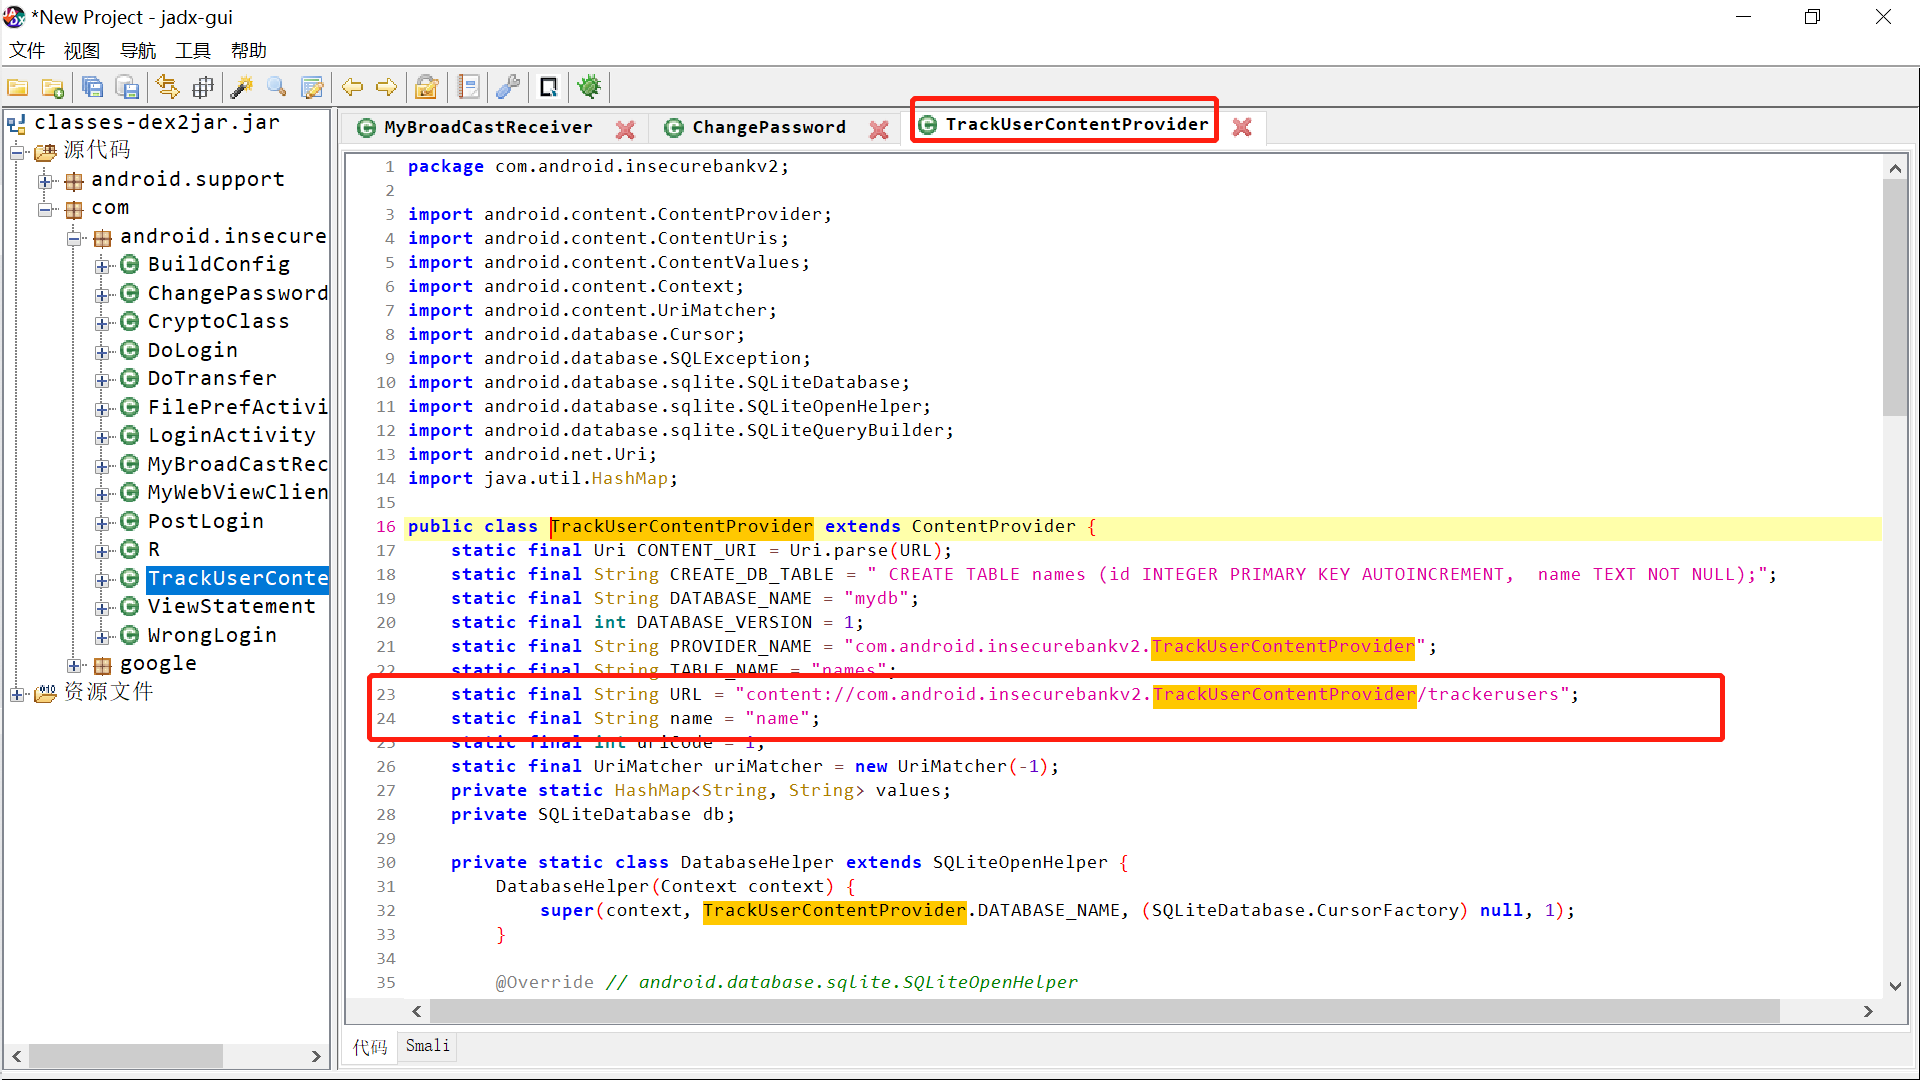 *New Project - jadx-gui
文件 视图 导航 工具 帮助
classes-dex2jar.jar
源代码
android.support
com
android.insecure
BuildConfig
ChangePassword
CryptoClass
DoLogin
DoTransfer
FilePrefActivi
LoginActivity
MyBroadCastRec
MyWebViewClien
PostLogin
R
TrackUserConte
ViewStatement
WrongLogin
google
资源文件
MyBroadCastReceiver ChangePassword TrackUserContentProvider
1 package com.android.insecurebankv2;
2
3 import android.content.ContentProvider;
4 import android.content.ContentUris;
5 import android.content.ContentValues;
6 import android.content.Context;
7 import android.content.UriMatcher;
8 import android.database.Cursor;
9 import android.database.SQLException;
10 import android.database.sqlite.SQLiteDatabase;
11 import android.database.sqlite.SQLiteOpenHelper;
12 import android.database.sqlite.SQLiteQueryBuilder;
13 import android.net.Uri;
14 import java.util.HashMap;
15
16 public class TrackUserContentProvider extends ContentProvider {
17 static final Uri CONTENT_URI = Uri.parse(URL);
18 static final String CREATE_DB_TABLE = " CREATE TABLE names (id INTEGER PRIMARY KEY AUTOINCREMENT,  name TEXT NOT NULL);";
19 static final String DATABASE_NAME = "mydb";
20 static final int DATABASE_VERSION = 1;
21 static final String PROVIDER_NAME = "com.android.insecurebankv2.TrackUserContentProvider";
22 static final String TABLE_NAME = "names";
23 static final String URL = "content://com.android.insecurebankv2.TrackUserContentProvider/trackerusers";
24 static final String name = "name";
25 static final int uriCode = 1;
26 static final UriMatcher uriMatcher = new UriMatcher(-1);
27 private static HashMap<String, String> values;
28 private SQLiteDatabase db;
29
30 private static class DatabaseHelper extends SQLiteOpenHelper {
31 DatabaseHelper(Context context) {
32 super(context, TrackUserContentProvider.DATABASE_NAME, (SQLiteDatabase.CursorFactory) null, 1);
33 }
34
35 @Override // android.database.sqlite.SQLiteOpenHelper
代码 Smali